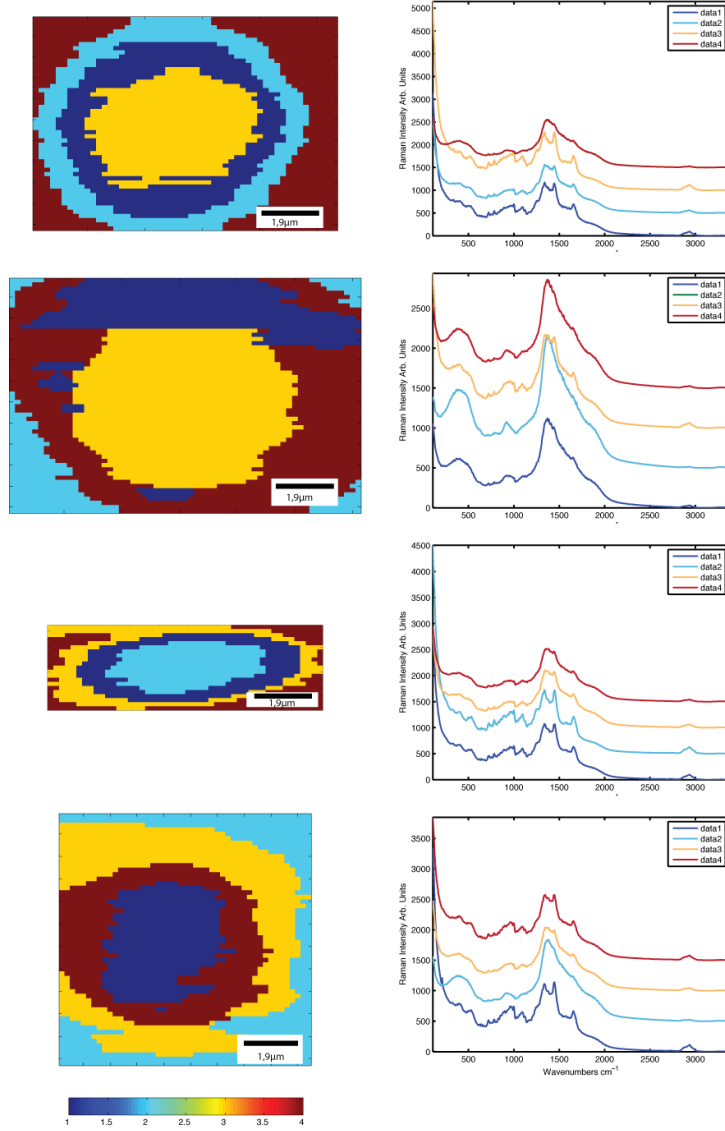 5000
4500
4000
3500
3000
2500
2000
1500
1000
500
0
Raman Intensity Arb. Units
500 1000 1500 2000 2500 3000
data1
data2
data3
data4
1,9µm
2500
2000
1500
1000
500
0
Raman Intensity Arb. Units
500 1000 1500 2000 2500 3000
data1
data2
data3
data4
1,9µm
4500
4000
3500
3000
2500
2000
1500
1000
500
0
Raman Intensity Arb. Units
500 1000 1500 2000 2500 3000
data1
data2
data3
data4
1,9µm
3500
3000
2500
2000
1500
1000
500
0
Raman Intensity Arb. Units
500 1000 1500 2000 2500 3000
Wavenumbers cm⁻¹
data1
data2
data3
data4
1,9µm
1 1.5 2 2.5 3 3.5 4